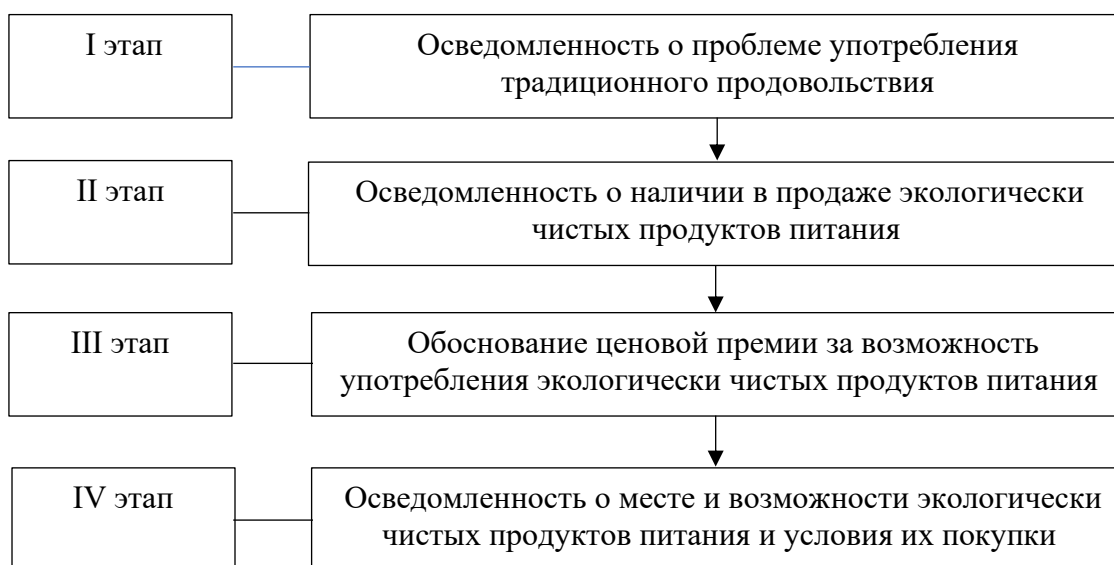 I этап
Осведомленность о проблеме употребления
традиционного продовольствия
II этап
Осведомленность о наличии в продаже экологически
чистых продуктов питания
III этап
Обоснование ценовой премии за возможность
употребления экологически чистых продуктов питания
IV этап
Осведомленность о месте и возможности экологически
чистых продуктов питания и условия их покупки